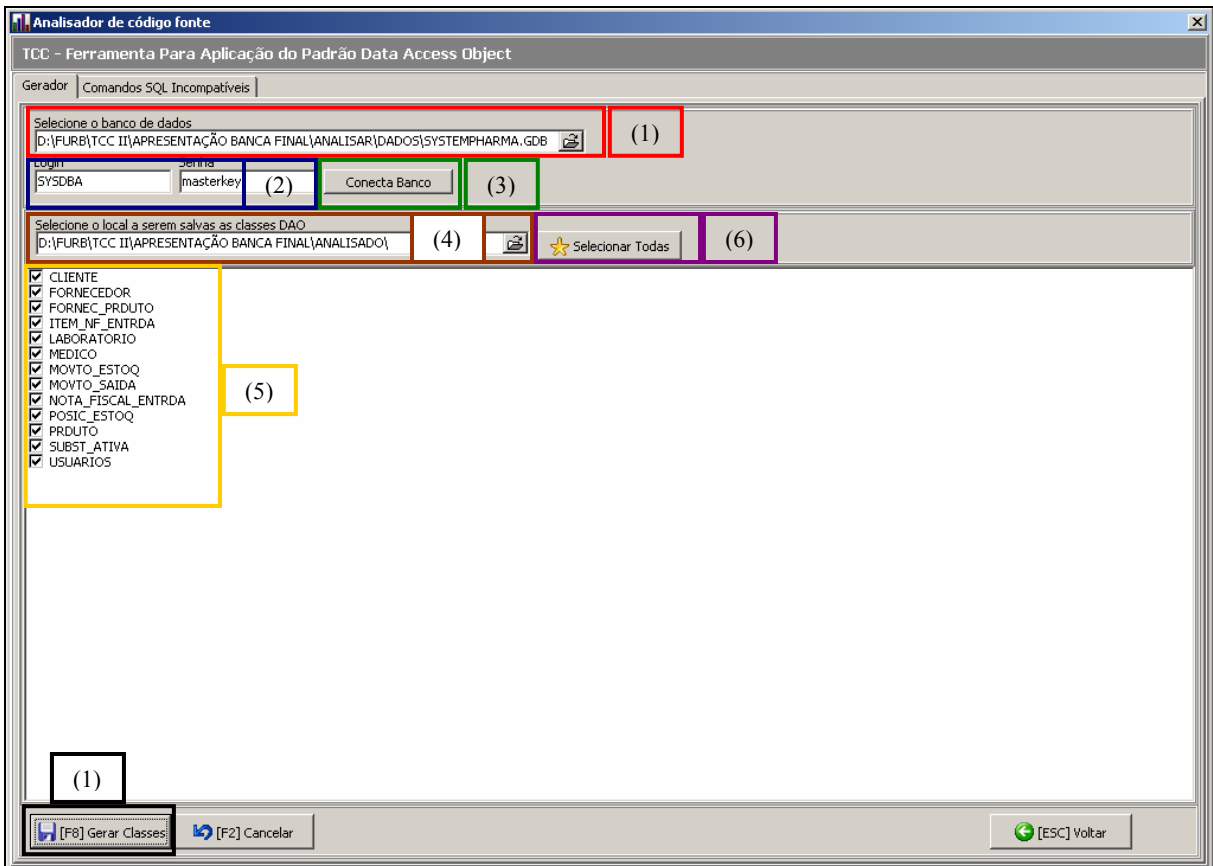 Analisador de código fonte
TCC - Ferramenta Para Aplicação do Padrão Data Access Object
Gerador Comandos SQL Incompatíveis
Selecione o banco de dados
D:\FURB\TCC II\APRESENTAÇÃO BANCA FINAL\ANALISAR\DADOS\SYSTEMPHARMA.GDB (1)
Login Senha
SYSDBA masterkey (2) Conecta Banco (3)
Selecione o local a serem salvas as classes DAO
D:\FURB\TCC II\APRESENTAÇÃO BANCA FINAL\ANALISADO\ (4) Selecionar Todas (6)
CLIENTE
FORNECEDOR
FORNEC_PRDUTO
ITEM_NF_ENTRDA
LABORATORIO
MEDICO
MOVTO_ESTOQ
MOVTO_SAIDA
NOTA_FISCAL_ENTRDA
POSIC_ESTOQ
PRDUTO
SUBST_ATIVA
USUARIOS
(5)
(1)
[F8] Gerar Classes [F2] Cancelar [ESC] Voltar